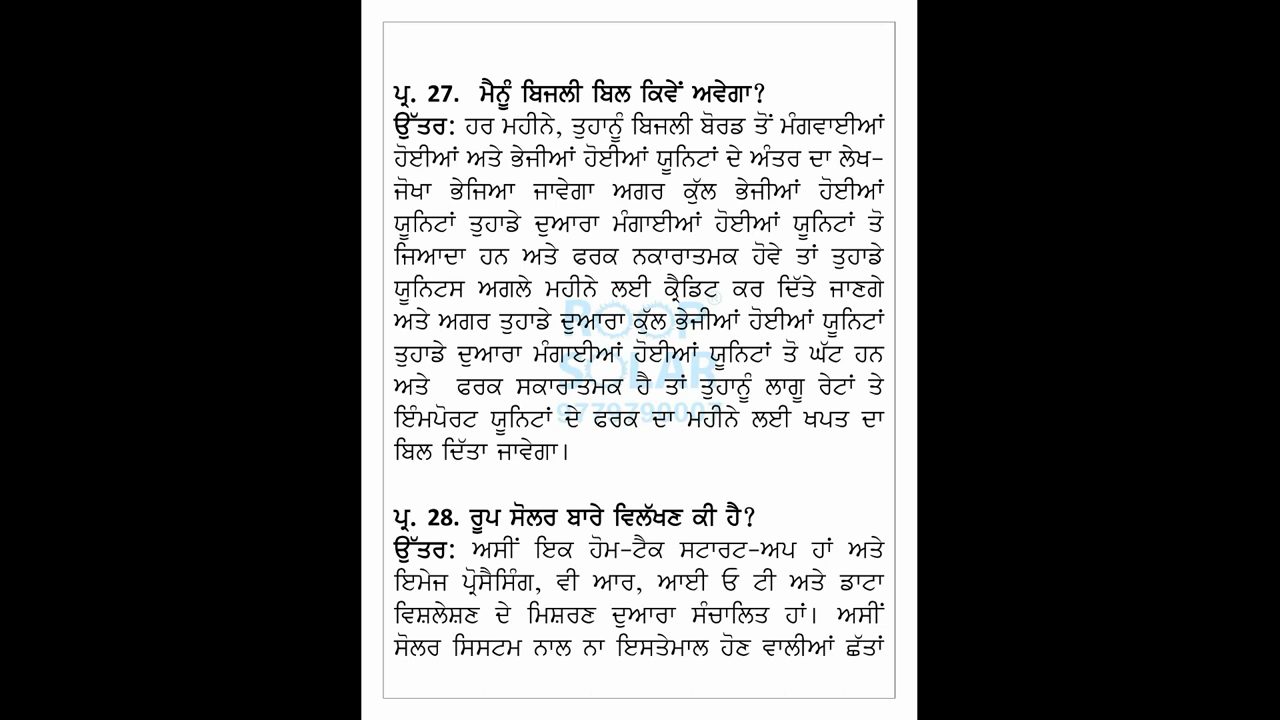 ਪ੍ਰ. 27. ਮੈਨੂੰ ਬਿਜਲੀ ਬਿਲ ਕਿਵੇਂ ਅਵੇਗਾ?
ਉੱਤਰ: ਹਰ ਮਹੀਨੇ, ਤੁਹਾਨੂੰ ਬਿਜਲੀ ਬੋਰਡ ਤੋਂ ਮੰਗਵਾਈਆਂ
ਹੋਈਆਂ ਅਤੇ ਭੇਜੀਆਂ ਹੋਈਆਂ ਯੂਨਿਟਾਂ ਦੇ ਅੰਤਰ ਦਾ ਲੇਖ-
ਜੋਖਾ ਭੇਜਿਆ ਜਾਵੇਗਾ ਅਗਰ ਕੁੱਲ ਭੇਜੀਆਂ ਹੋਈਆਂ
ਯੂਨਿਟਾਂ ਤੁਹਾਡੇ ਦੁਆਰਾ ਮੰਗਾਈਆਂ ਹੋਈਆਂ ਯੂਨਿਟਾਂ ਤੋ
ਜਿਆਦਾ ਹਨ ਅਤੇ ਫਰਕ ਨਕਾਰਾਤਮਕ ਹੋਵੇ ਤਾਂ ਤੁਹਾਡੇ
ਯੂਨਿਟਸ ਅਗਲੇ ਮਹੀਨੇ ਲਈ ਕ੍ਰੈਡਿਟ ਕਰ ਦਿੱਤੇ ਜਾਣਗੇ
ਅਤੇ ਅਗਰ ਤੁਹਾਡੇ ਦੁਆਰਾ ਕੁੱਲ ਭੇਜੀਆਂ ਹੋਈਆਂ ਯੂਨਿਟਾਂ
ਤੁਹਾਡੇ ਦੁਆਰਾ ਮੰਗਾਈਆਂ ਹੋਈਆਂ ਯੂਨਿਟਾਂ ਤੋ ਘੱਟ ਹਨ
ਅਤੇ ਫਰਕ ਸਕਾਰਾਤਮਕ ਹੈ ਤਾਂ ਤੁਹਾਨੂੰ ਲਾਗੂ ਰੇਟਾਂ ਤੇ
ਇੰਮਪੋਰਟ ਯੂਨਿਟਾਂ ਦੇ ਫਰਕ ਦਾ ਮਹੀਨੇ ਲਈ ਖਪਤ ਦਾ
ਬਿਲ ਦਿੱਤਾ ਜਾਵੇਗਾ।
ਪ੍ਰ. 28. ਰੂਪ ਸੋਲਰ ਬਾਰੇ ਵਿਲੱਖਣ ਕੀ ਹੈ?
ਉੱਤਰ: ਅਸੀਂ ਇਕ ਹੋਮ-ਟੈਕ ਸਟਾਰਟ-ਅਪ ਹਾਂ ਅਤੇ
ਇਮੇਜ ਪ੍ਰੋਸੈਸਿੰਗ, ਵੀ ਆਰ, ਆਈ ਓ ਟੀ ਅਤੇ ਡਾਟਾ
ਵਿਸ਼ਲੇਸ਼ਣ ਦੇ ਮਿਸ਼ਰਣ ਦੁਆਰਾ ਸੰਚਾਲਿਤ ਹਾਂ। ਅਸੀਂ
ਸੋਲਰ ਸਿਸਟਮ ਨਾਲ ਨਾ ਇਸਤੇਮਾਲ ਹੋਣ ਵਾਲੀਆਂ ਛੱਤਾਂ
ROOP®
SOLAR